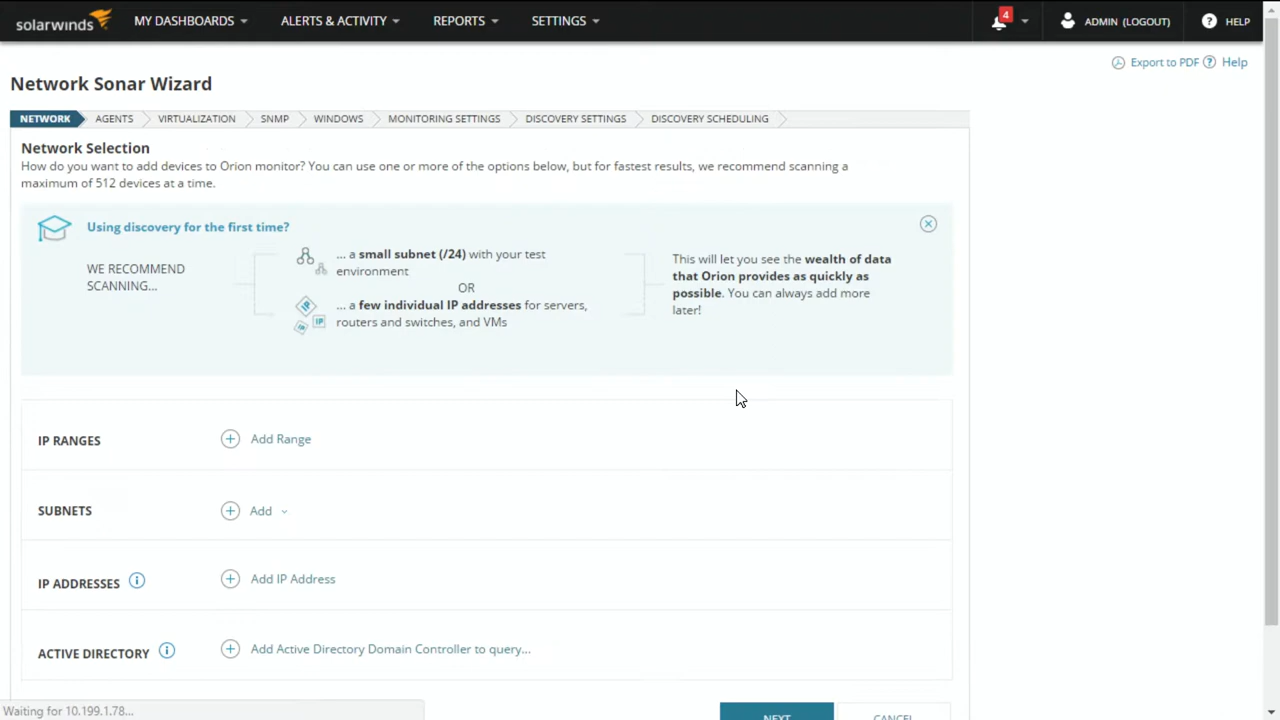 solarwinds MY DASHBOARDS ALERTS & ACTIVITY REPORTS SETTINGS 4 ADMIN (LOGOUT) ? HELP
Export to PDF ? Help
Network Sonar Wizard
NETWORK AGENTS VIRTUALIZATION SNMP WINDOWS MONITORING SETTINGS DISCOVERY SETTINGS DISCOVERY SCHEDULING
Network Selection
How do you want to add devices to Orion monitor? You can use one or more of the options below, but for fastest results, we recommend scanning a
maximum of 512 devices at a time.
Using discovery for the first time?
WE RECOMMEND
SCANNING...
... a small subnet (/24) with your test
environment
OR
... a few individual IP addresses for servers,
routers and switches, and VMs
IP
IP
This will let you see the wealth of data
that Orion provides as quickly as
possible. You can always add more
later!
IP RANGES Add Range
SUBNETS Add
IP ADDRESSES i Add IP Address
ACTIVE DIRECTORY i Add Active Directory Domain Controller to query...
Waiting for 10.199.1.78...
NEXT CANCEL